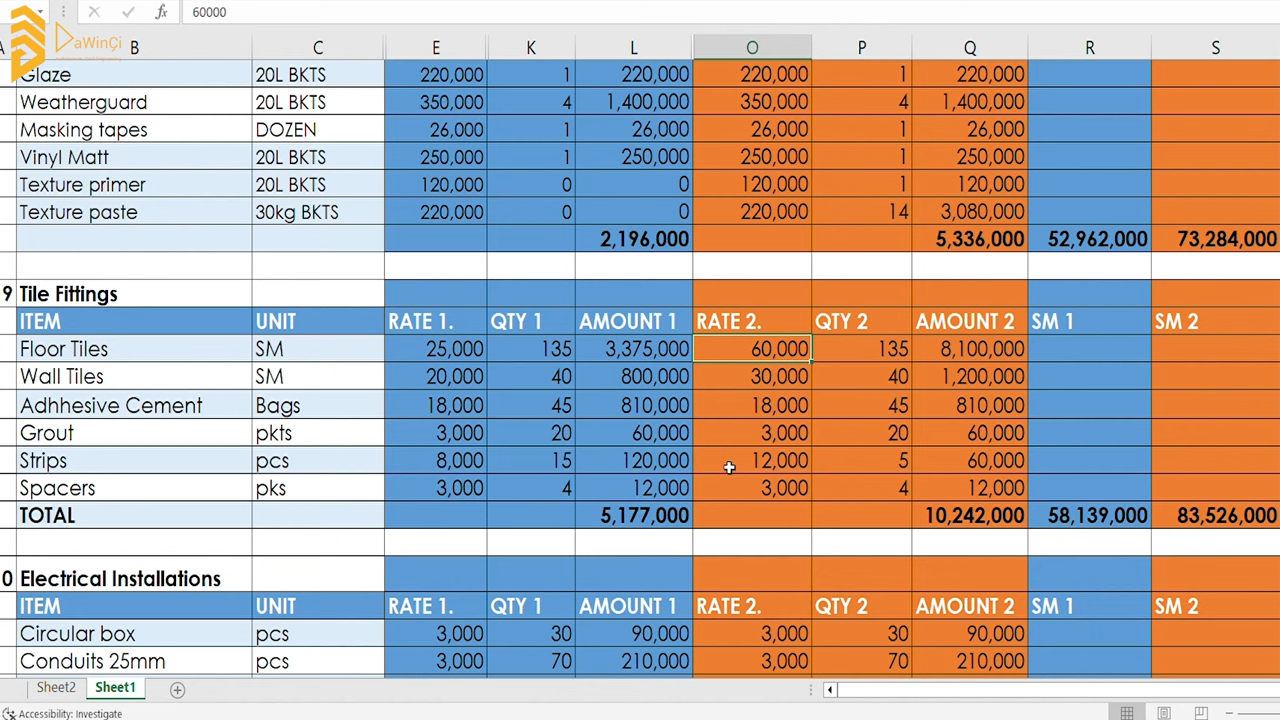 60000
DaWinÇi
B C E K L O P Q R S
Glaze 20L BKTS 220,000 1 220,000 220,000 1 220,000
Weatherguard 20L BKTS 350,000 4 1,400,000 350,000 4 1,400,000
Masking tapes DOZEN 26,000 1 26,000 26,000 1 26,000
Vinyl Matt 20L BKTS 250,000 1 250,000 250,000 1 250,000
Texture primer 20L BKTS 120,000 0 0 120,000 1 120,000
Texture paste 30kg BKTS 220,000 0 0 220,000 14 3,080,000
2,196,000 5,336,000 52,962,000 73,284,000
9 Tile Fittings
ITEM UNIT RATE 1. QTY 1 AMOUNT 1 RATE 2. QTY 2 AMOUNT 2 SM 1 SM 2
Floor Tiles SM 25,000 135 3,375,000 60,000 135 8,100,000
Wall Tiles SM 20,000 40 800,000 30,000 40 1,200,000
Adhhesive Cement Bags 18,000 45 810,000 18,000 45 810,000
Grout pkts 3,000 20 60,000 3,000 20 60,000
Strips pcs 8,000 15 120,000 12,000 5 60,000
Spacers pks 3,000 4 12,000 3,000 4 12,000
TOTAL 5,177,000 10,242,000 58,139,000 83,526,000
0 Electrical Installations
ITEM UNIT RATE 1. QTY 1 AMOUNT 1 RATE 2. QTY 2 AMOUNT 2 SM 1 SM 2
Circular box pcs 3,000 30 90,000 3,000 30 90,000
Conduits 25mm pcs 3,000 70 210,000 3,000 70 210,000
Sheet2 Sheet1
Accessibility: Investigate